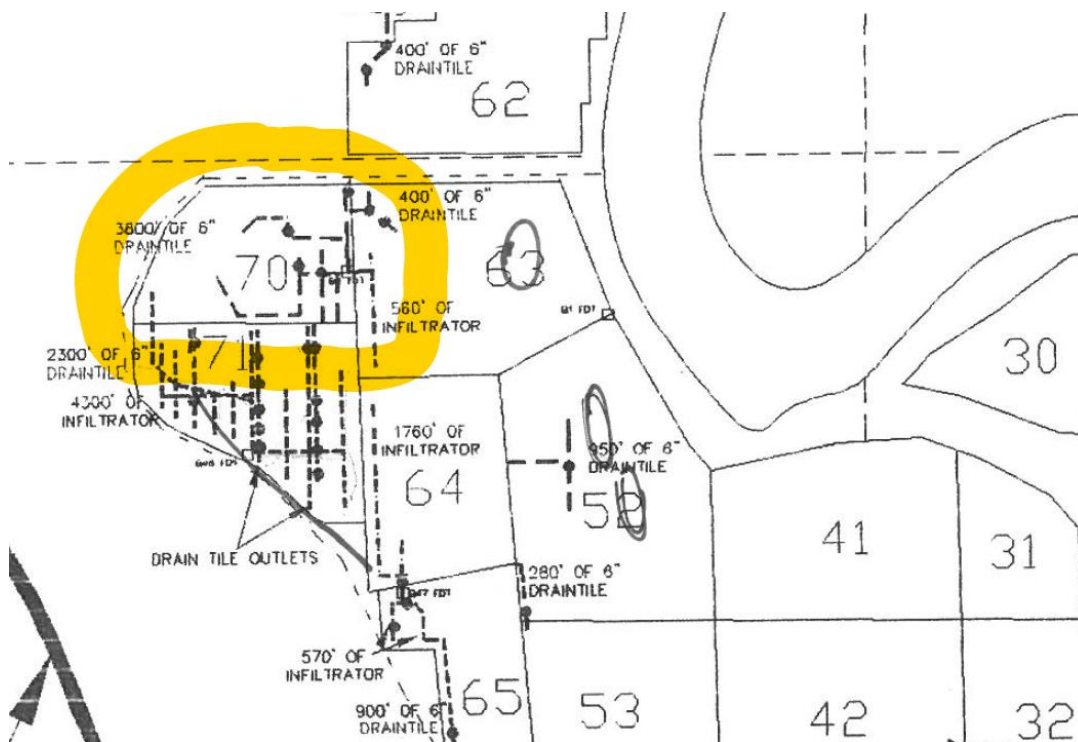 400' OF 6"
DRAINTILE
62
3800' OF 6"
DRAINTILE
400' OF 6"
DRAINTILE
70
63
560' OF
INFILTRATOR
71
30
2300' OF 6"
DRAINTILE
4300' OF
INFILTRATOR
1760' OF
INFILTRATOR
950' OF 6"
DRAINTILE
64
52
41
31
DRAIN TILE OUTLETS
280' OF 6"
DRAINTILE
570' OF
INFILTRATOR
65
900' OF 6"
DRAINTILE
53
42
32